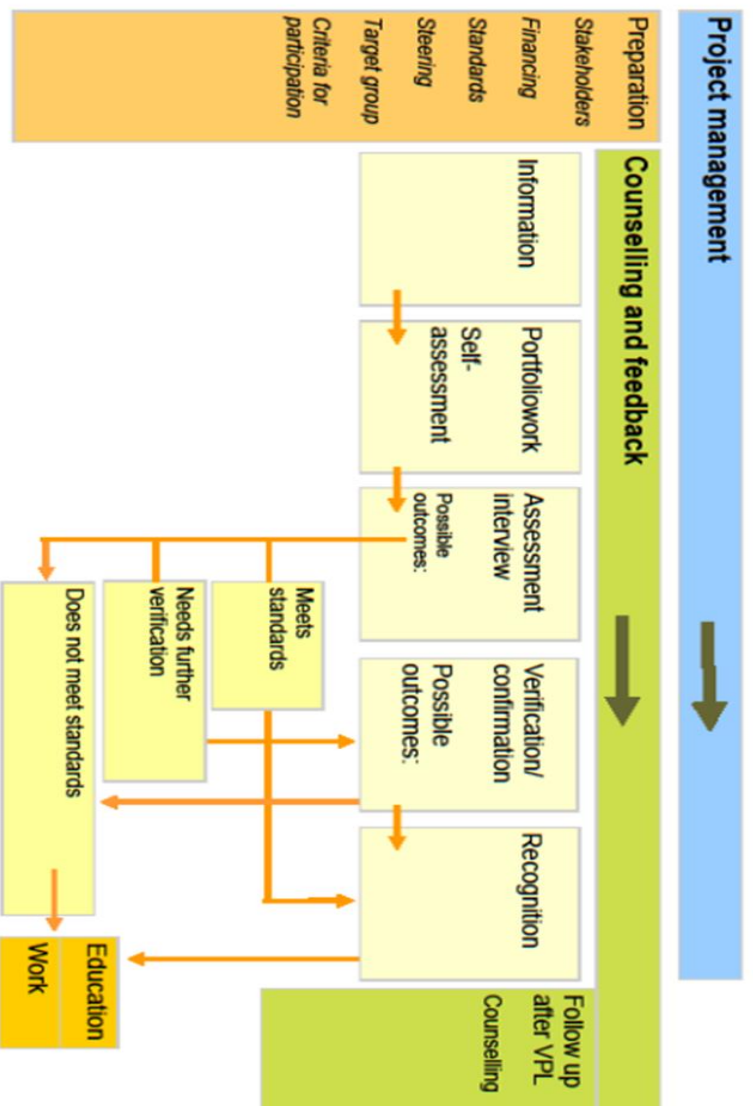 Project management
Preparation
Stakeholders
Financing
Standards
Steering
Target group
Criteria for
participation
Counselling and feedback
Information
Portfoliowork
Self-
assessment
Assessment
interview
Possible
outcomes:
Verification/
confirmation
Possible
outcomes:
Recognition
Meets
standards
Needs further
verification
Does not meet standards
Education
Work
Follow up
after VPL
Counselling